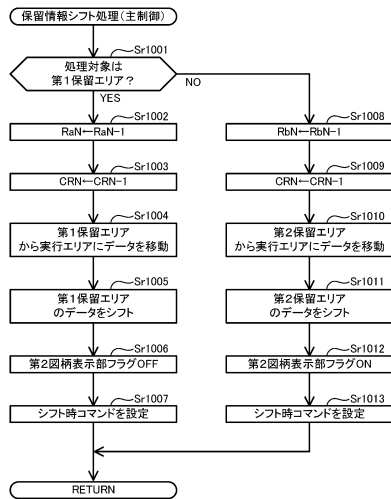 保留情報シフト処理(主制御)
Sr1001
処理対象は
第1保留エリア?
YES
NO
Sr1002
RaN←RaN-1
Sr1003
CRN←CRN-1
Sr1004
第1保留エリア
から実行エリアにデータを移動
Sr1005
第1保留エリア
のデータをシフト
Sr1006
第2図柄表示部フラグOFF
Sr1007
シフト時コマンドを設定
Sr1008
RbN←RbN-1
Sr1009
CRN←CRN-1
Sr1010
第2保留エリア
から実行エリアにデータを移動
Sr1011
第2保留エリア
のデータをシフト
Sr1012
第2図柄表示部フラグON
Sr1013
シフト時コマンドを設定
RETURN